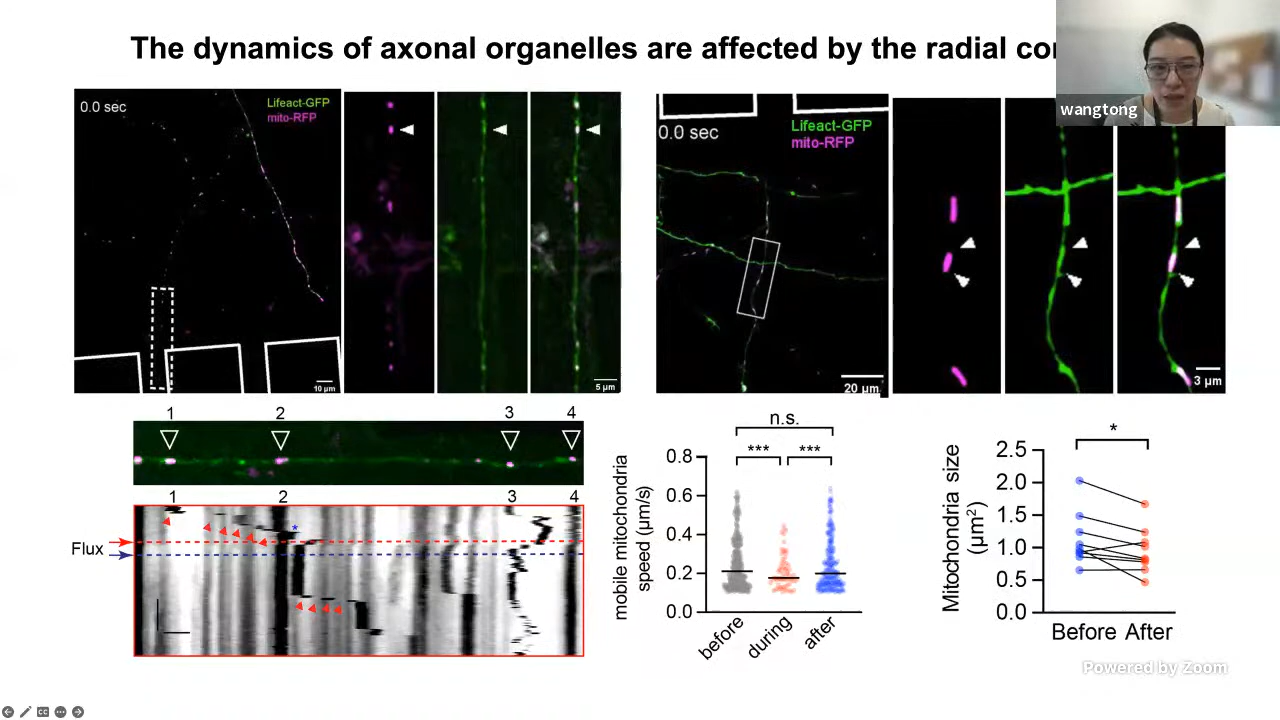 The dynamics of axonal organelles are affected by the radial
wangtong
0.0 sec
Lifeact-GFP
mito-RFP
10 µm
5 µm
0.0 sec
Lifeact-GFP
mito-RFP
20 µm
3 µm
1 2 3 4
1 2 3 4
*
Flux
mobile mitochondria
speed (µm/s)
0.8
0.6
0.4
0.2
0.0
n.s.
*** ***
before during after
Mitochondria size
(µm²)
2.5
2.0
1.5
1.0
0.5
0.0
*
Before After
Powered by Zoom